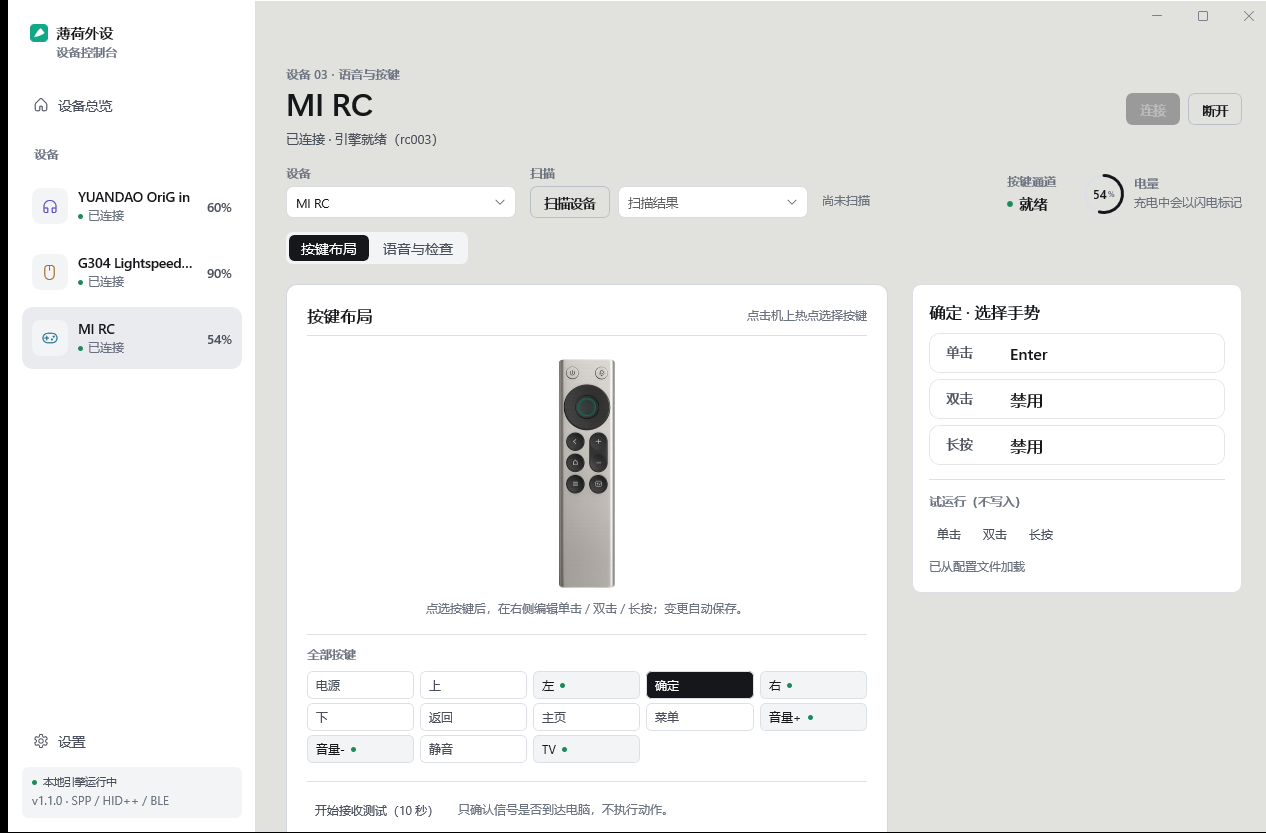 薄荷外设
设备控制台
设备总览
设备
YUANDAO OriG in
已连接
60%
G304 Lightspeed...
已连接
90%
MI RC
已连接
54%
设置
本地引擎运行中
v1.1.0 · SPP / HID++ / BLE
设备 03 · 语音与按键
MI RC
已连接 · 引擎就绪（rc003）
连接
断开
设备
MI RC
扫描
扫描设备
扫描结果
尚未扫描
按键通道
就绪
54%
电量
充电中会以闪电标记
按键布局
语音与检查
按键布局
点击机上热点选择按键
点选按键后，在右侧编辑单击 / 双击 / 长按；变更自动保存。
全部按键
电源
上
左
确定
右
下
返回
主页
菜单
音量+
音量-
静音
TV
开始接收测试（10 秒）
只确认信号是否到达电脑，不执行动作。
确定 · 选择手势
单击 Enter
双击 禁用
长按 禁用
试运行（不写入）
单击 双击 长按
已从配置文件加载